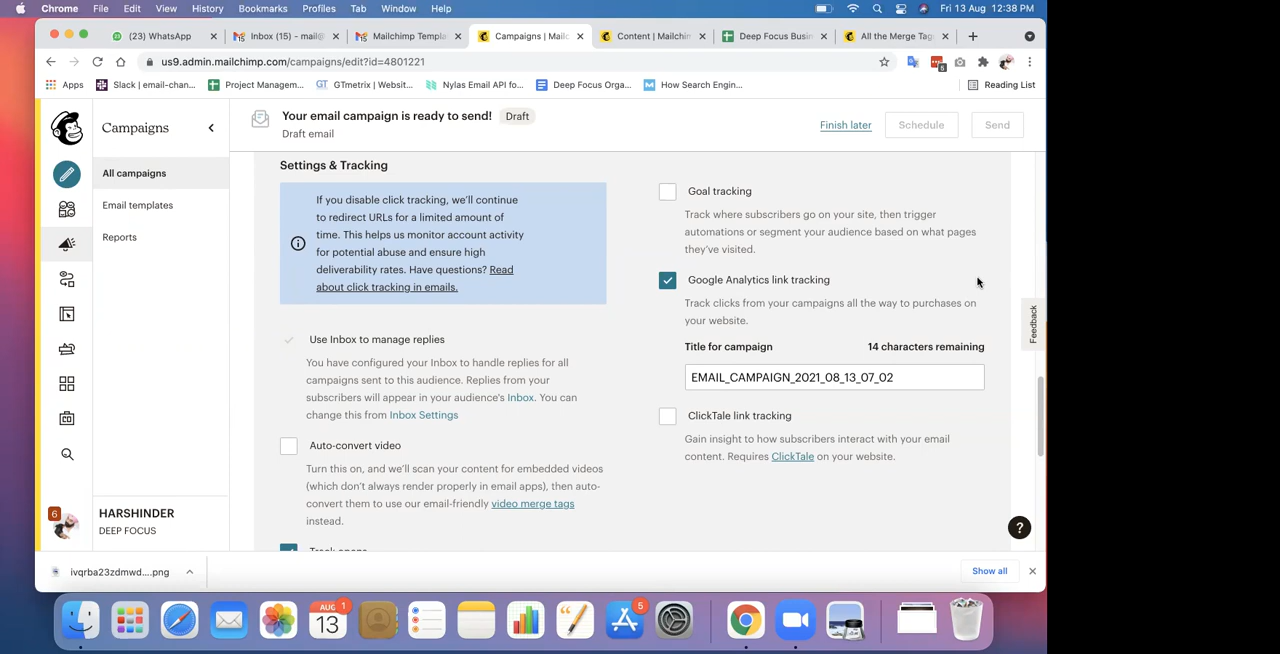 Chrome File Edit View History Bookmarks Profiles Tab Window Help Fri 13 Aug 12:38 PM
(23) WhatsApp Inbox (15) - mail@ Mailchimp Templa Campaigns | Mailc Content | Mailchim Deep Focus Busin All the Merge Tag
us9.admin.mailchimp.com/campaigns/edit?id=4801221
6
Apps Slack | email-chan... Project Managem... GT GTmetrix | Websit... Nylas Email API fo... Deep Focus Orga... How Search Engin... Reading List
Campaigns
Your email campaign is ready to send! Draft
Draft email
Finish later Schedule Send
All campaigns
Email templates
Reports
Settings & Tracking
If you disable click tracking, we'll continue
to redirect URLs for a limited amount of
time. This helps us monitor account activity
for potential abuse and ensure high
deliverability rates. Have questions? Read
about click tracking in emails.
Use Inbox to manage replies
You have configured your Inbox to handle replies for all
campaigns sent to this audience. Replies from your
subscribers will appear in your audience's Inbox. You can
change this from Inbox Settings
Auto-convert video
Turn this on, and we'll scan your content for embedded videos
(which don't always render properly in email apps), then auto-
convert them to use our email-friendly video merge tags
instead.
Track opens
Goal tracking
Track where subscribers go on your site, then trigger
automations or segment your audience based on what pages
they've visited.
Google Analytics link tracking
Track clicks from your campaigns all the way to purchases on
your website.
Title for campaign 14 characters remaining
EMAIL_CAMPAIGN_2021_08_13_07_02
ClickTale link tracking
Gain insight to how subscribers interact with your email
content. Requires ClickTale on your website.
Feedback
?
6
HARSHINDER
DEEP FOCUS
ivqrba23zdmwd....png
Show all
AUG 1
13
5